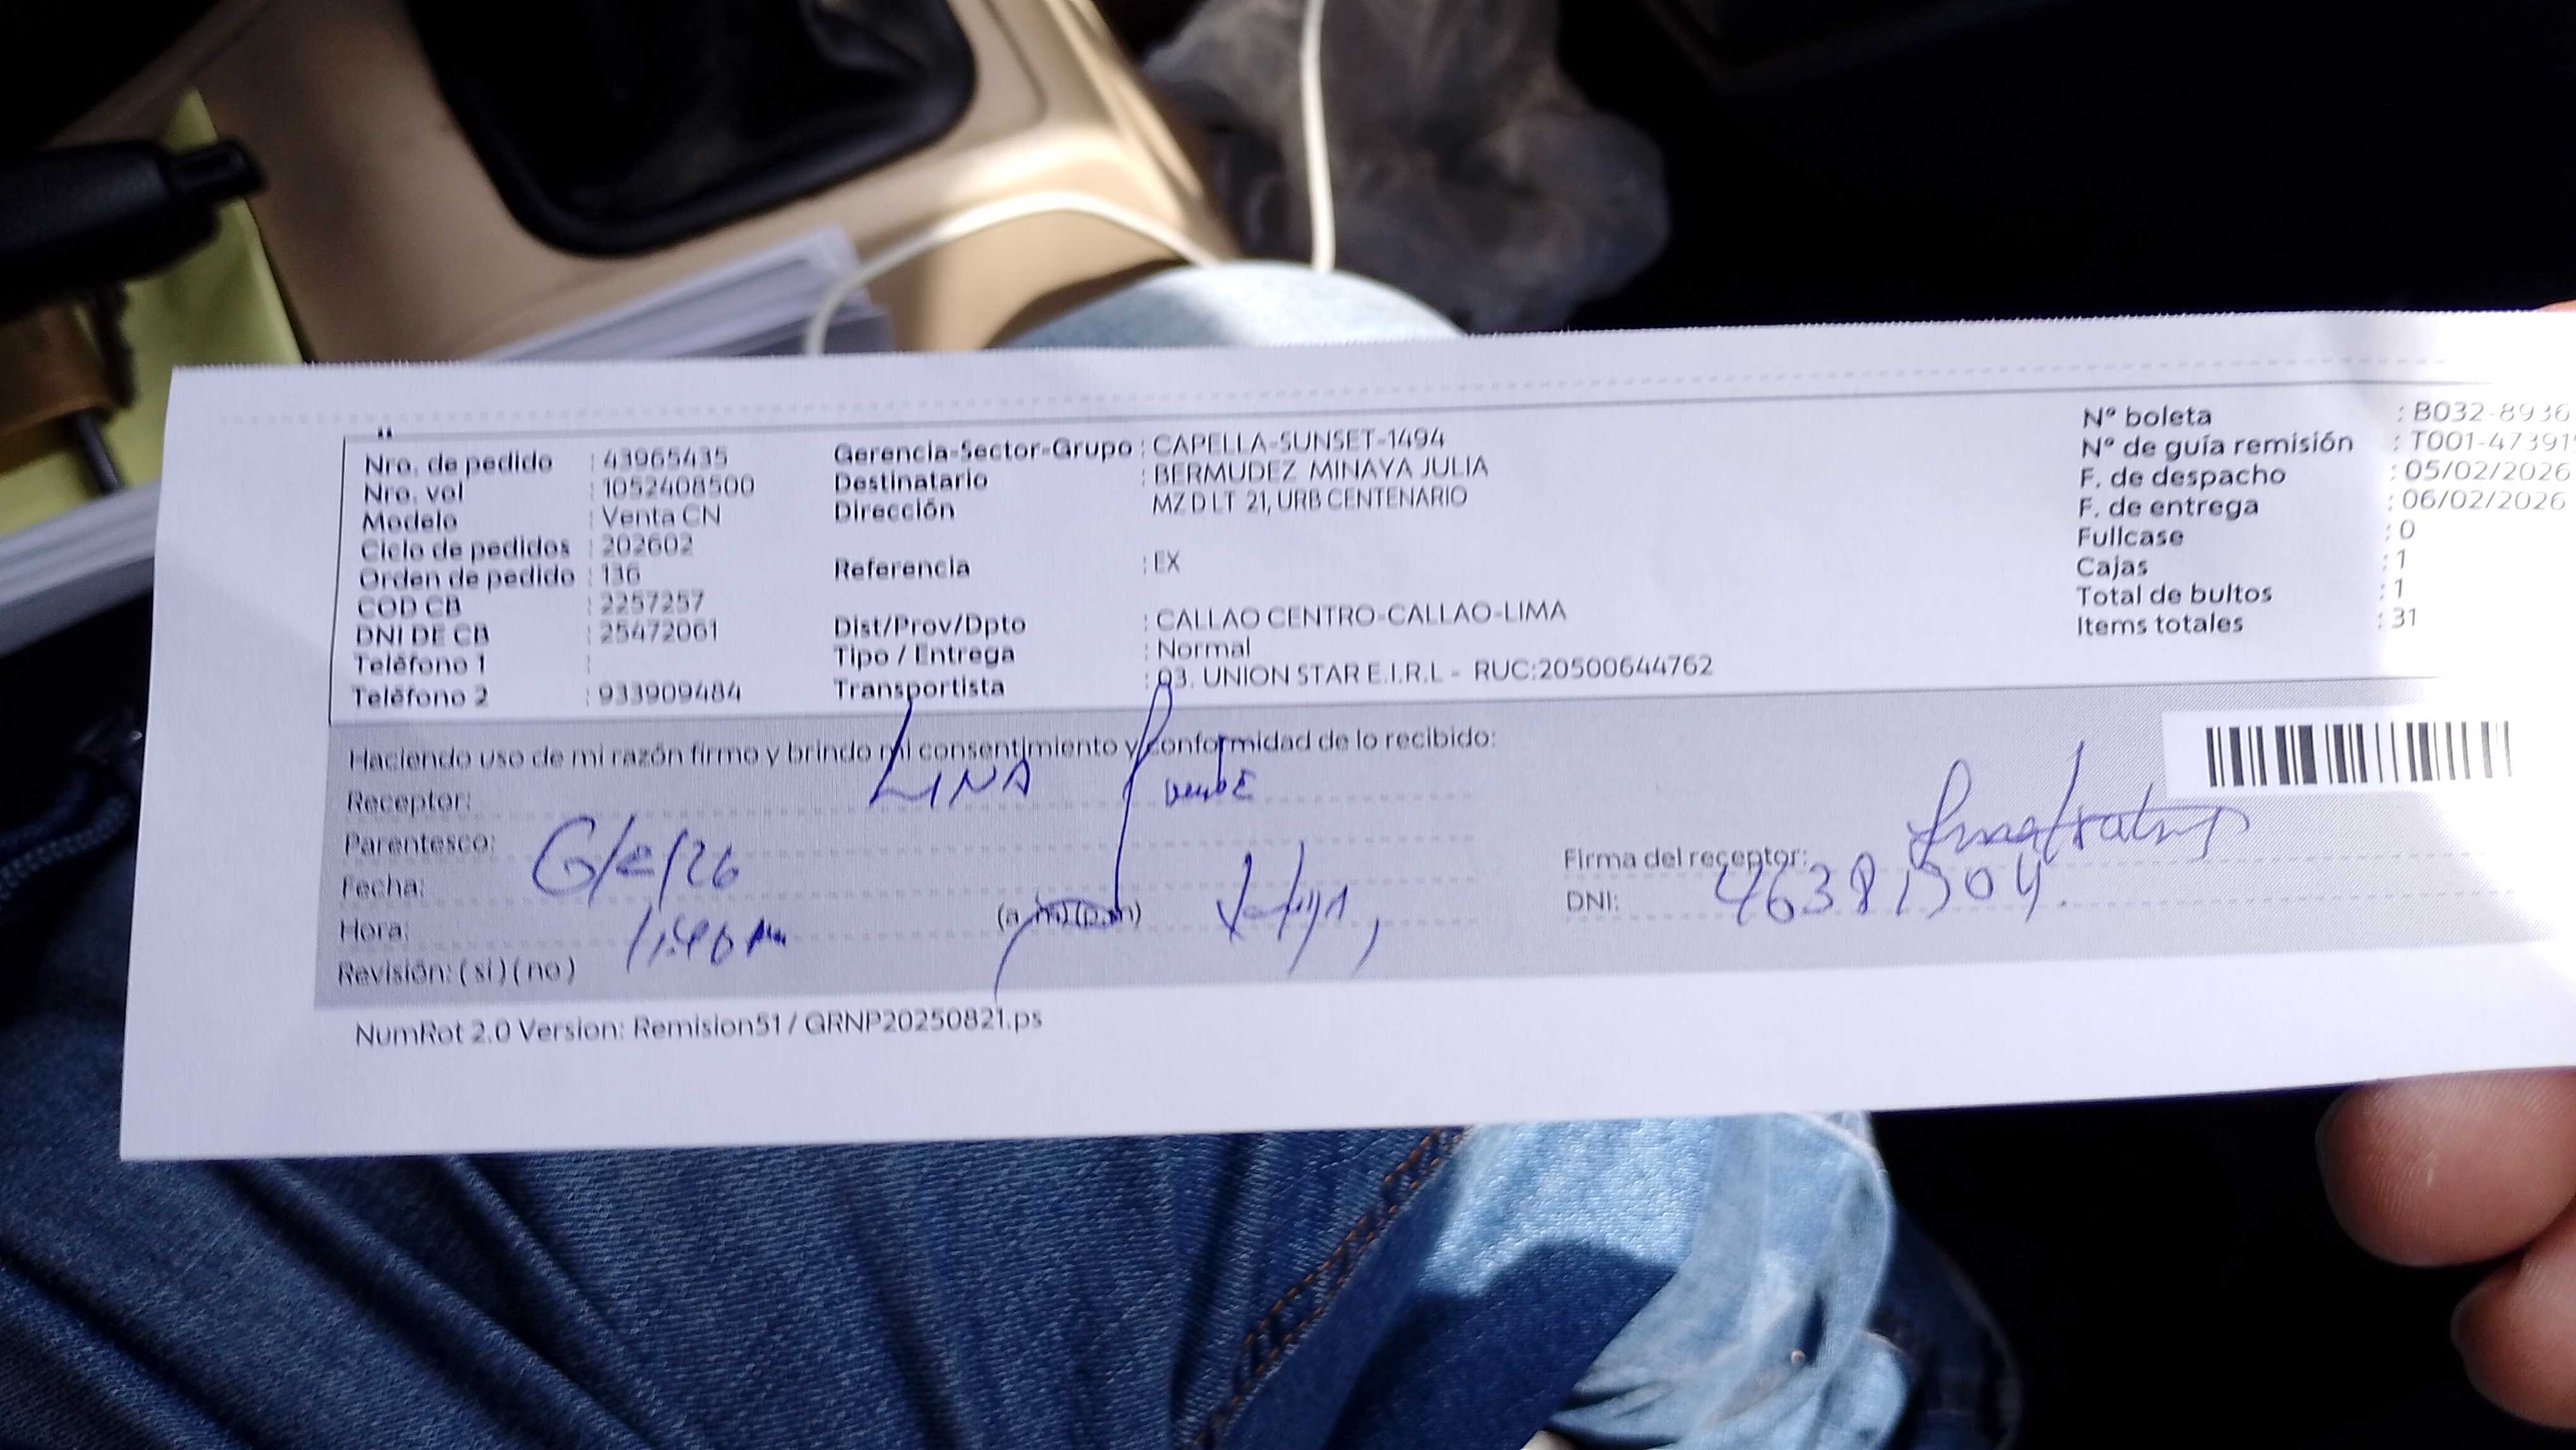 Nro. de pedido : 43965435
Nro. vol : 1052408500
Modelo : Venta CN
Ciclo de pedidos : 202602
Orden de pedido : 136
COD CB : 2257257
DNI DE CB : 25472061
Teléfono 1 :
Teléfono 2 : 933909484
Gerencia-Sector-Grupo : CAPELLA-SUNSET-1494
Destinatario : BERMUDEZ MINAYA JULIA
Dirección MZ D LT 21, URB CENTENARIO
Referencia : EX
Dist/Prov/Dpto : CALLAO CENTRO-CALLAO-LIMA
Tipo / Entrega : Normal
Transportista : 03. UNION STAR E.I.R.L - RUC:20500644762
Nº boleta : B032-8936
Nº de guía remisión : T001-47391
F. de despacho : 05/02/2026
F. de entrega : 06/02/2026
Fullcase : 0
Cajas : 1
Total de bultos : 1
Items totales : 31
Haciendo uso de mi razón firmo y brindo mi consentimiento y conformidad de lo recibido:
Receptor: LINA
Parentesco:
Fecha: 6/2/26
Hora: 11:40 (a.m) (p.m)
Revisión: ( si ) ( no )
Firma del receptor:
DNI: 46381504.
NumRot 2.0 Version: Remision51 / GRNP20250821.ps